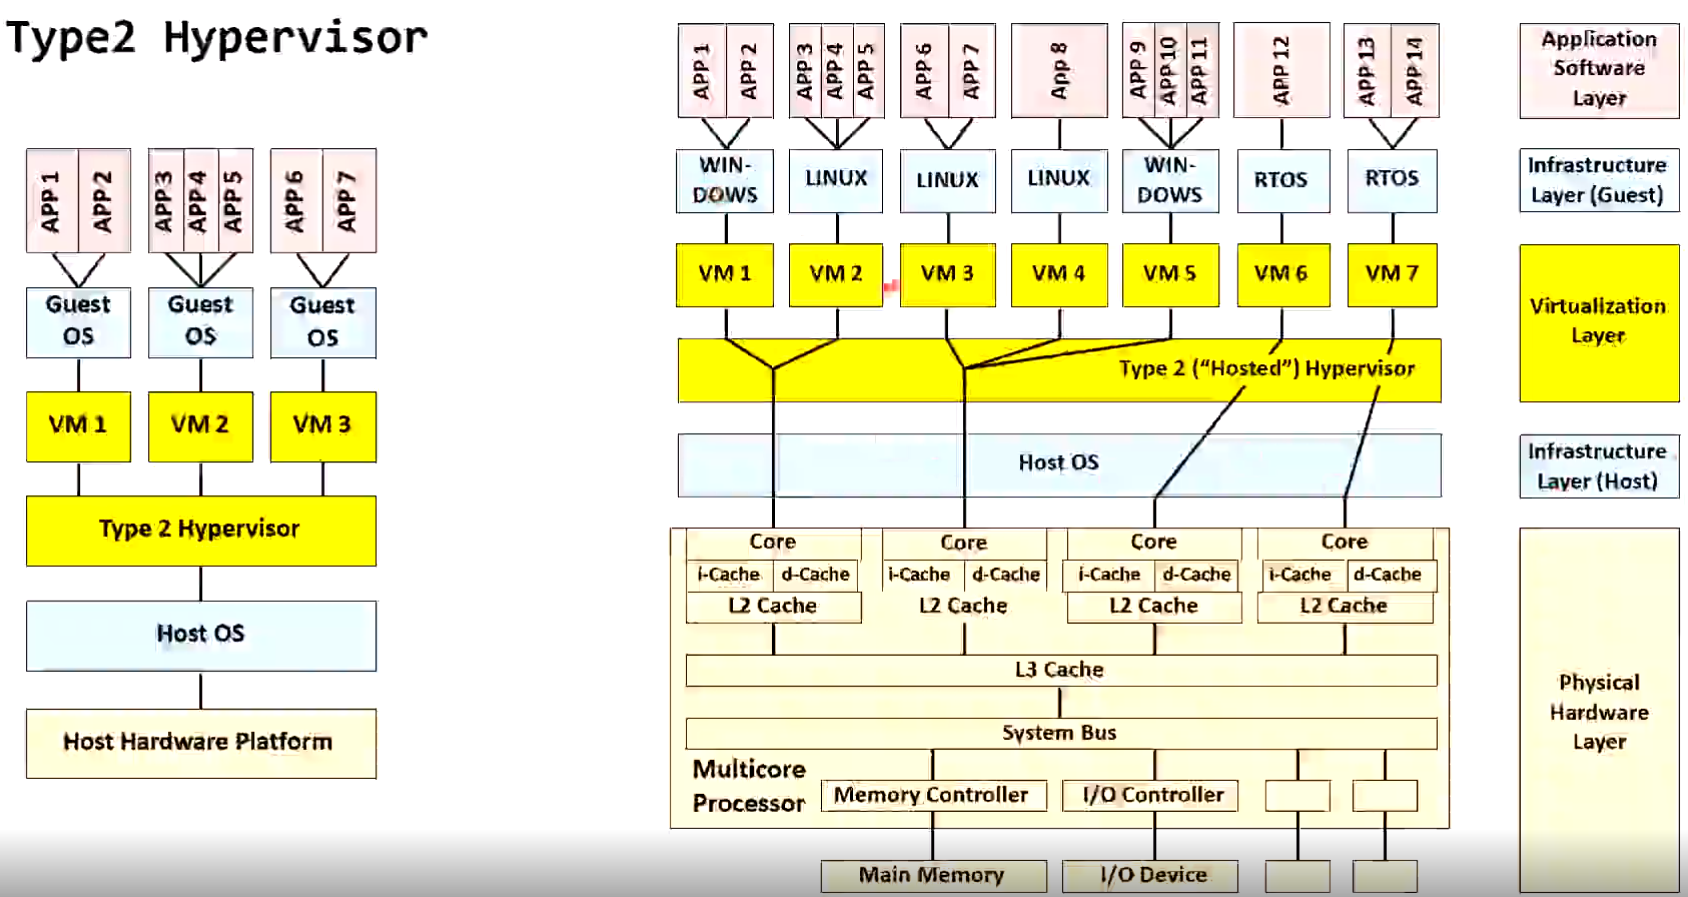 Type2 Hypervisor
APP 1
APP 2
APP 3
APP 4
APP 5
APP 6
APP 7
Guest
OS
Guest
OS
Guest
OS
VM 1
VM 2
VM 3
Type 2 Hypervisor
Host OS
Host Hardware Platform
APP 1
APP 2
APP 3
APP 4
APP 5
APP 6
APP 7
App 8
APP 9
APP 10
APP 11
APP 12
APP 13
APP 14
WIN-
DOWS
LINUX
LINUX
LINUX
WIN-
DOWS
RTOS
RTOS
VM 1
VM 2
VM 3
VM 4
VM 5
VM 6
VM 7
Type 2 (“Hosted”) Hypervisor
Host OS
Core
i-Cache
d-Cache
L2 Cache
Core
i-Cache
d-Cache
L2 Cache
Core
i-Cache
d-Cache
L2 Cache
Core
i-Cache
d-Cache
L2 Cache
L3 Cache
System Bus
Multicore
Processor
Memory Controller
I/O Controller
Main Memory
I/O Device
Application
Software
Layer
Infrastructure
Layer (Guest)
Virtualization
Layer
Infrastructure
Layer (Host)
Physical
Hardware
Layer